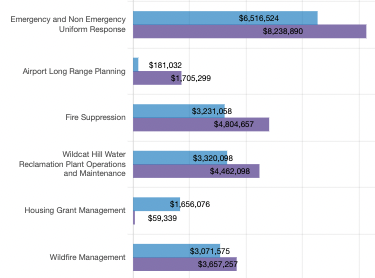 Emergency and Non Emergency
Uniform Response
$6,516,524
$8,238,890
Airport Long Range Planning
$181,032
$1,705,299
Fire Suppression
$3,231,058
$4,804,657
Wildcat Hill Water
Reclamation Plant Operations
and Maintenance
$3,320,098
$4,462,098
Housing Grant Management
$1,656,076
$59,339
Wildfire Management
$3,071,575
$3,657,257